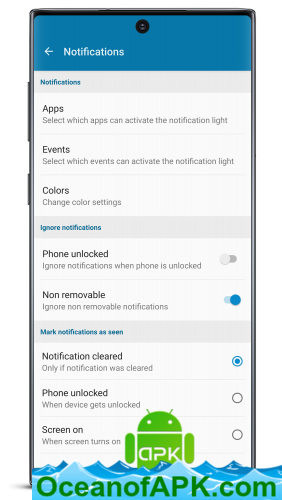 Notifications
Notifications
Apps
Select which apps can activate the notification light
Events
Select which events can activate the notification light
Colors
Change color settings
Ignore notifications
Phone unlocked
Ignore notifications when phone is unlocked
Non removable
Ignore non removable notifications
Mark notifications as seen
Notification cleared
Only if notification was cleared
Phone unlocked
When device gets unlocked
Screen on
When screen turns on
APK
OceanofAPK.com